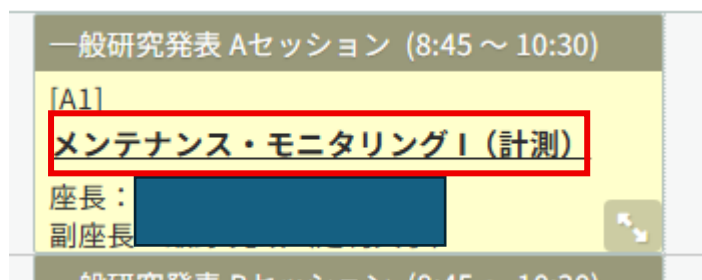 一般研究発表 Aセッション (8:45 ~ 10:30)
[A1]
メンテナンス・モニタリング I（計測）
座長：
副座長